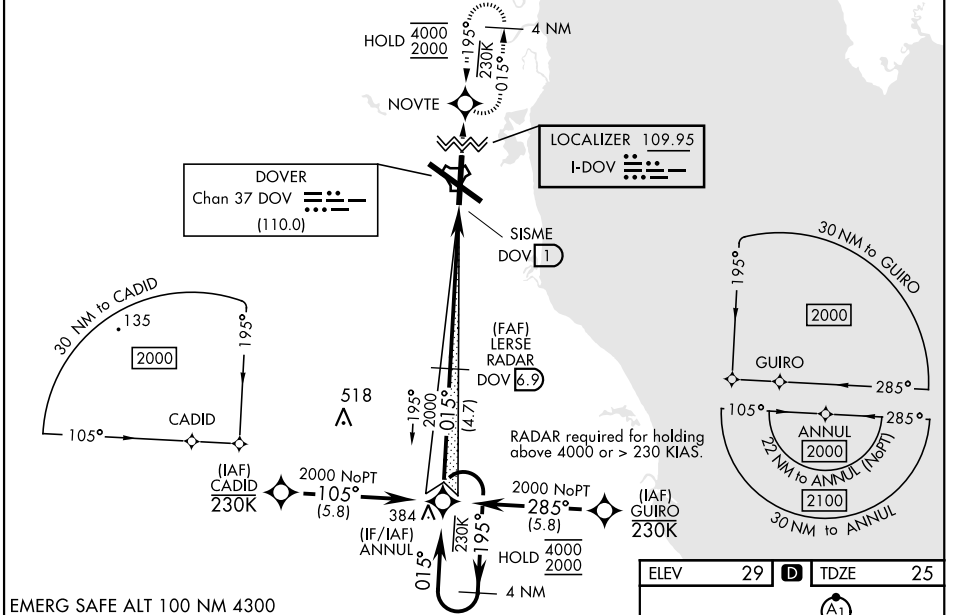 HOLD 4000
2000
195°
230K
015°
4 NM
NOVTE
LOCALIZER 109.95
I-DOV
DOVER
Chan 37 DOV
(110.0)
SISME
DOV 1
30 NM to CADID
135
2000
195°
105°
CADID
518
(FAF)
LERSE
RADAR
DOV 6.9
195°
2000
015°
(4.7)
30 NM to GUIRO
195°
2000
GUIRO
285°
105°
285°
ANNUL
2000
22 NM to ANNUL (NoPT)
2100
30 NM to ANNUL
RADAR required for holding
above 4000 or > 230 KIAS.
(IAF)
CADID
230K
2000 NoPT
105°
(5.8)
384
(IF/IAF)
ANNUL
2000 NoPT
285°
(5.8)
(IAF)
GUIRO
230K
230K
195°
015°
HOLD 4000
2000
4 NM
EMERG SAFE ALT 100 NM 4300
ELEV 29 D TDZE 25
A1